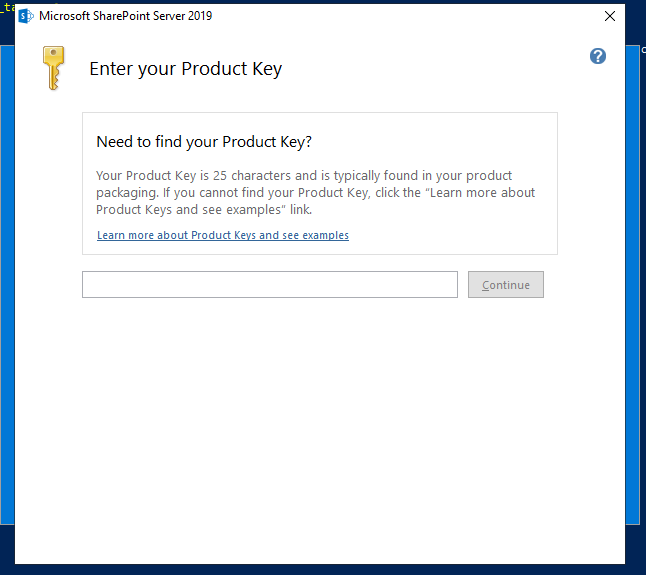 _ta
Microsoft SharePoint Server 2019
Enter your Product Key
Need to find your Product Key?
Your Product Key is 25 characters and is typically found in your product
packaging. If you cannot find your Product Key, click the “Learn more about
Product Keys and see examples” link.
Learn more about Product Keys and see examples
Continue